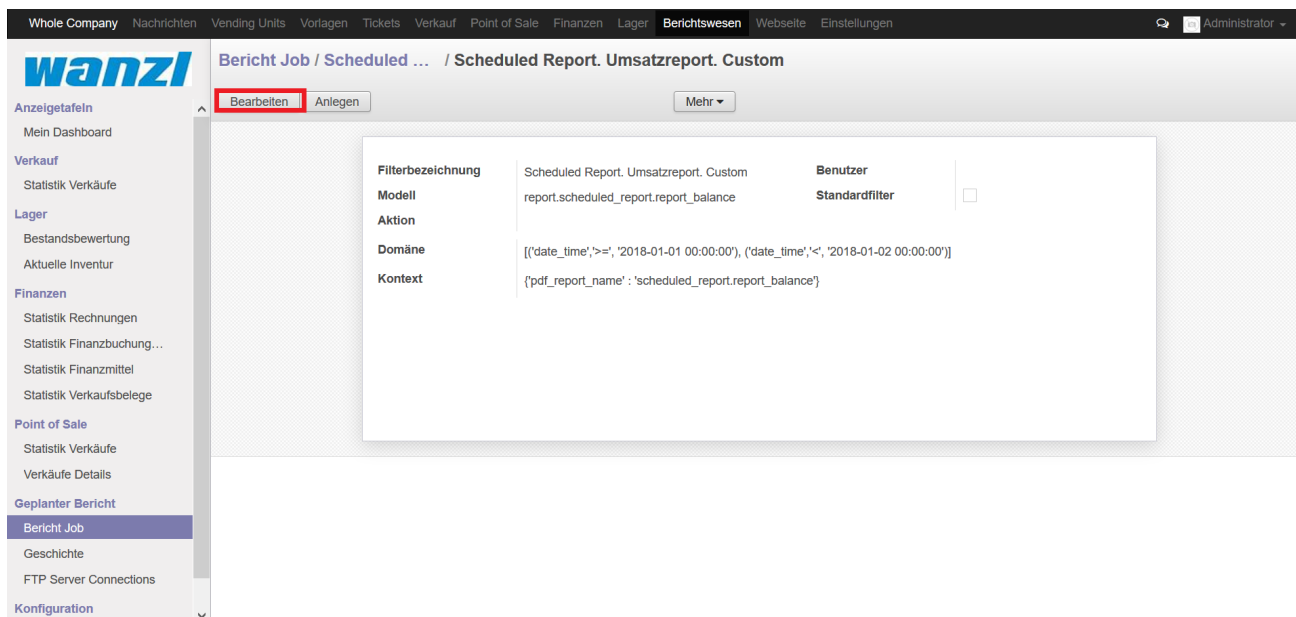 Whole Company Nachrichten Vending Units Vorlagen Tickets Verkauf Point of Sale Finanzen Lager Berichtswesen Webseite Einstellungen Administrator
wanzl
Bericht Job / Scheduled … / Scheduled Report. Umsatzreport. Custom
Bearbeiten Anlegen Mehr
Anzeigetafeln
Mein Dashboard
Verkauf
Statistik Verkäufe
Lager
Bestandsbewertung
Aktuelle Inventur
Finanzen
Statistik Rechnungen
Statistik Finanzbuchung…
Statistik Finanzmittel
Statistik Verkaufsbelege
Point of Sale
Statistik Verkäufe
Verkäufe Details
Geplanter Bericht
Bericht Job
Geschichte
FTP Server Connections
Konfiguration
Filterbezeichnung Scheduled Report. Umsatzreport. Custom Benutzer
Modell report.scheduled_report.report_balance Standardfilter
Aktion
Domäne [('date_time','>=', '2018-01-01 00:00:00'), ('date_time','<', '2018-01-02 00:00:00')]
Kontext {'pdf_report_name' : 'scheduled_report.report_balance'}